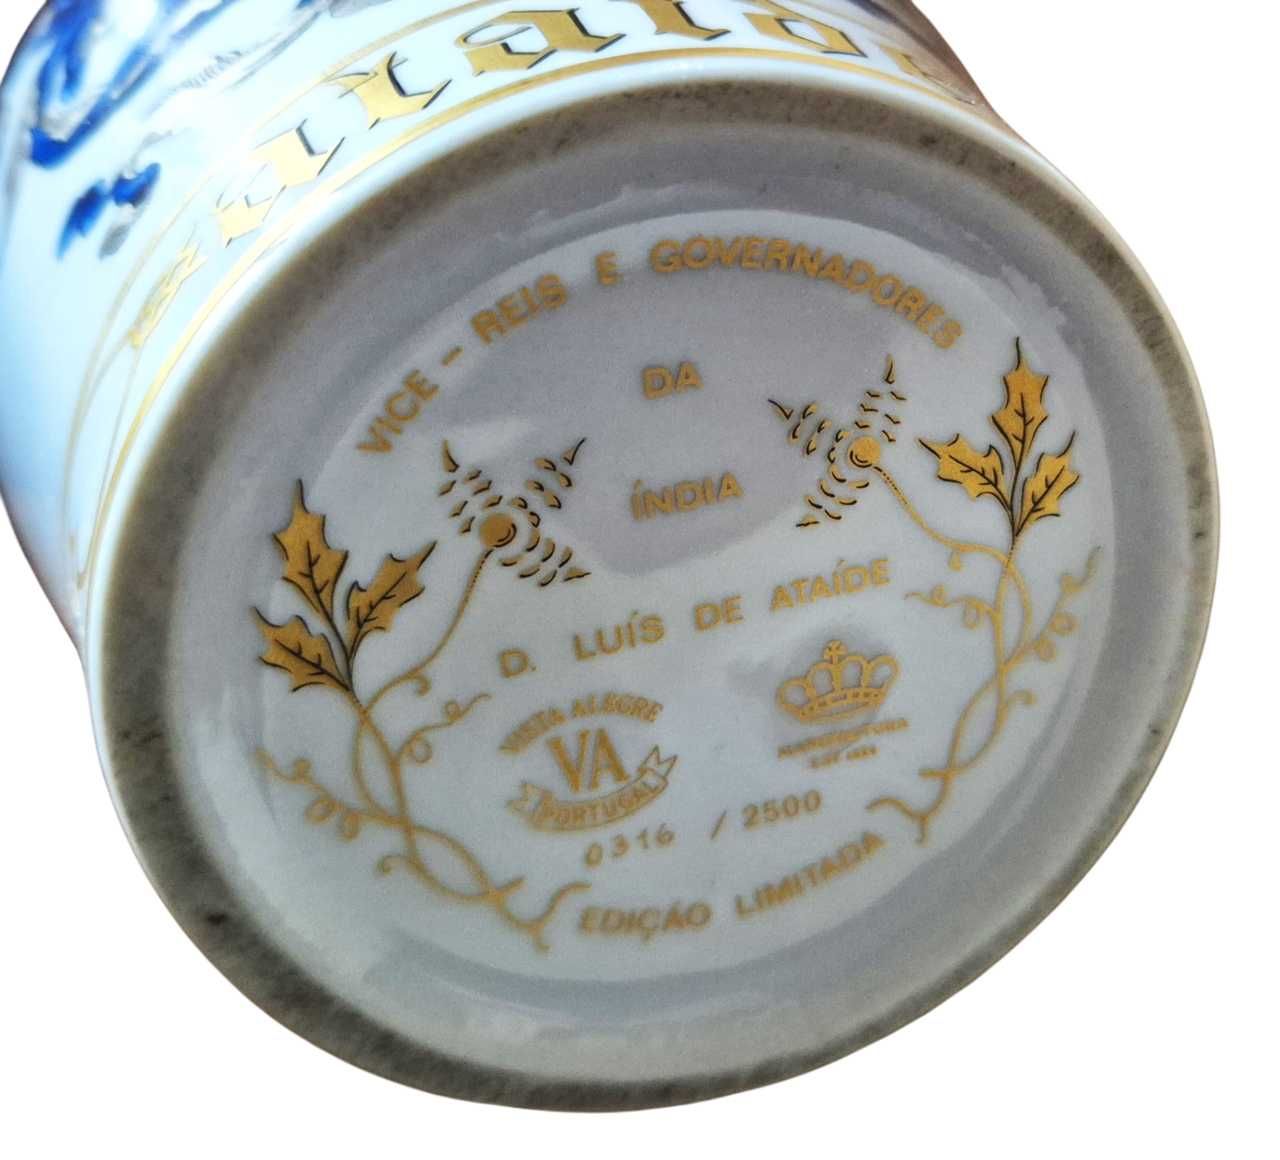 VICE - REIS E GOVERNADORES
DA
ÍNDIA
D. LUÍS DE ATAÍDE
VISTA ALEGRE
VA
PORTUGAL
0316 / 2500
EDIÇÃO LIMITADA